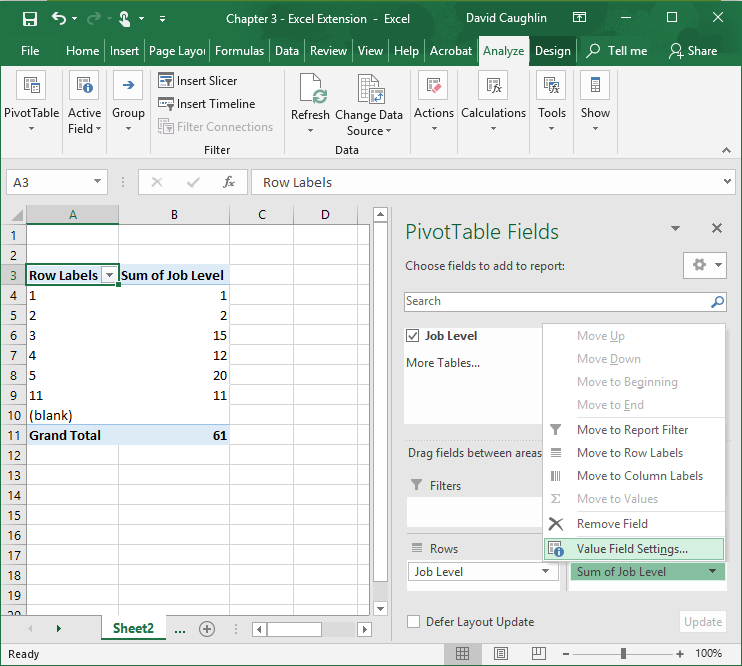 Chapter 3 - Excel Extension - Excel David Caughlin
File Home Insert Page Layou Formulas Data Review View Help Acrobat Analyze Design Tell me Share
PivotTable Active Field Group
Insert Slicer
Insert Timeline
Filter Connections
Filter
Refresh Change Data Source
Data
Actions Calculations Tools Show
A3 fx Row Labels
A B C D
1
2
3 Row Labels Sum of Job Level
4 1 1
5 2 2
6 3 15
7 4 12
8 5 20
9 11 11
10 (blank)
11 Grand Total 61
12
13
14
15
16
17
18
19
20
PivotTable Fields
Choose fields to add to report:
Search
Job Level
More Tables...
Drag fields between areas
Filters
Rows
Job Level
Move Up
Move Down
Move to Beginning
Move to End
Move to Report Filter
Move to Row Labels
Move to Column Labels
Σ Move to Values
Remove Field
Value Field Settings...
Sum of Job Level
Defer Layout Update Update
Sheet2 ...
Ready 100%